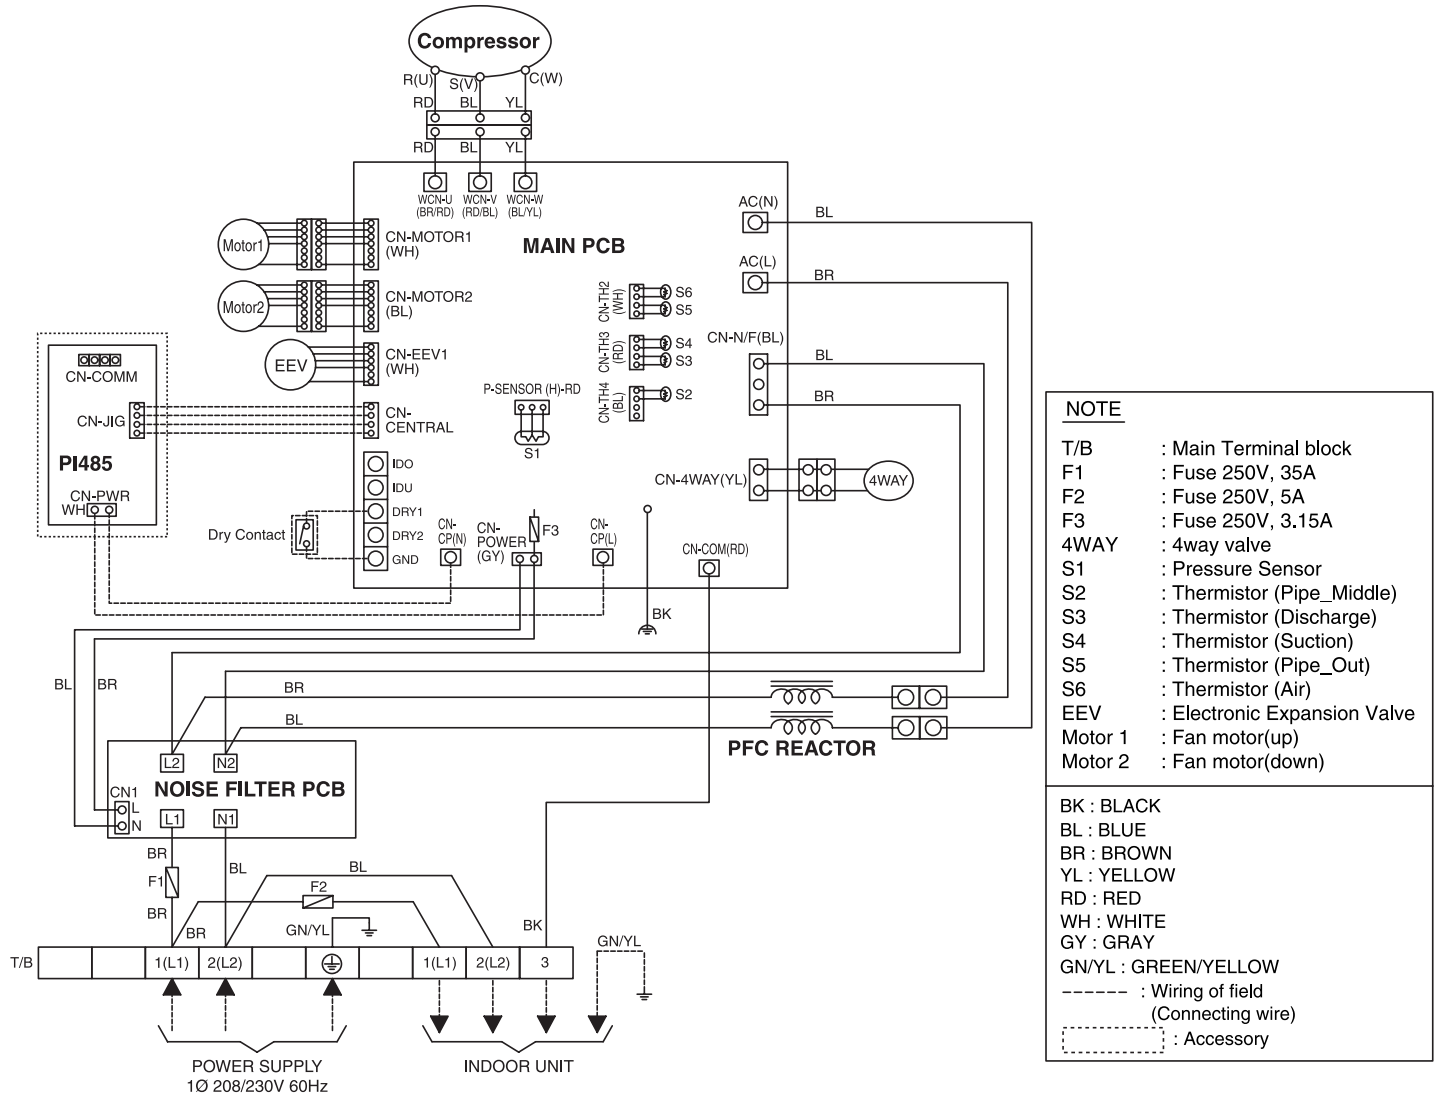 Compressor
R(U)
S(V)
C(W)
RD
BL
YL
RD
BL
YL
WCN-U
(BR/RD)
WCN-V
(RD/BL)
WCN-W
(BL/YL)
MAIN PCB
AC(N)
BL
AC(L)
BR
Motor1
CN-MOTOR1
(WH)
Motor2
CN-MOTOR2
(BL)
EEV
CN-EEV1
(WH)
CN-
CENTRAL
CN-TH2
(WH)
S6
S5
CN-TH3
(RD)
S4
S3
CN-TH4
(BL)
S2
P-SENSOR (H)-RD
S1
CN-N/F(BL)
BL
BR
CN-4WAY(YL)
4WAY
CN-COMM
CN-JIG
PI485
CN-PWR
WH
IDO
IDU
DRY1
DRY2
GND
Dry Contact
CN-
CP(N)
CN-
POWER
(GY)
F3
CN-
CP(L)
CN-COM(RD)
BK
BL
BR
BR
BL
PFC REACTOR
L2
N2
NOISE FILTER PCB
CN1
L
N
L1
N1
BR
F1
BR
BL
BL
F2
BR
GN/YL
BK
GN/YL
T/B
1(L1)
2(L2)
1(L1)
2(L2)
3
POWER SUPPLY
1Ø 208/230V 60Hz
INDOOR UNIT
NOTE
T/B : Main Terminal block
F1 : Fuse 250V, 35A
F2 : Fuse 250V, 5A
F3 : Fuse 250V, 3.15A
4WAY : 4way valve
S1 : Pressure Sensor
S2 : Thermistor (Pipe_Middle)
S3 : Thermistor (Discharge)
S4 : Thermistor (Suction)
S5 : Thermistor (Pipe_Out)
S6 : Thermistor (Air)
EEV : Electronic Expansion Valve
Motor 1 : Fan motor(up)
Motor 2 : Fan motor(down)
BK : BLACK
BL : BLUE
BR : BROWN
YL : YELLOW
RD : RED
WH : WHITE
GY : GRAY
GN/YL : GREEN/YELLOW
: Wiring of field
(Connecting wire)
: Accessory